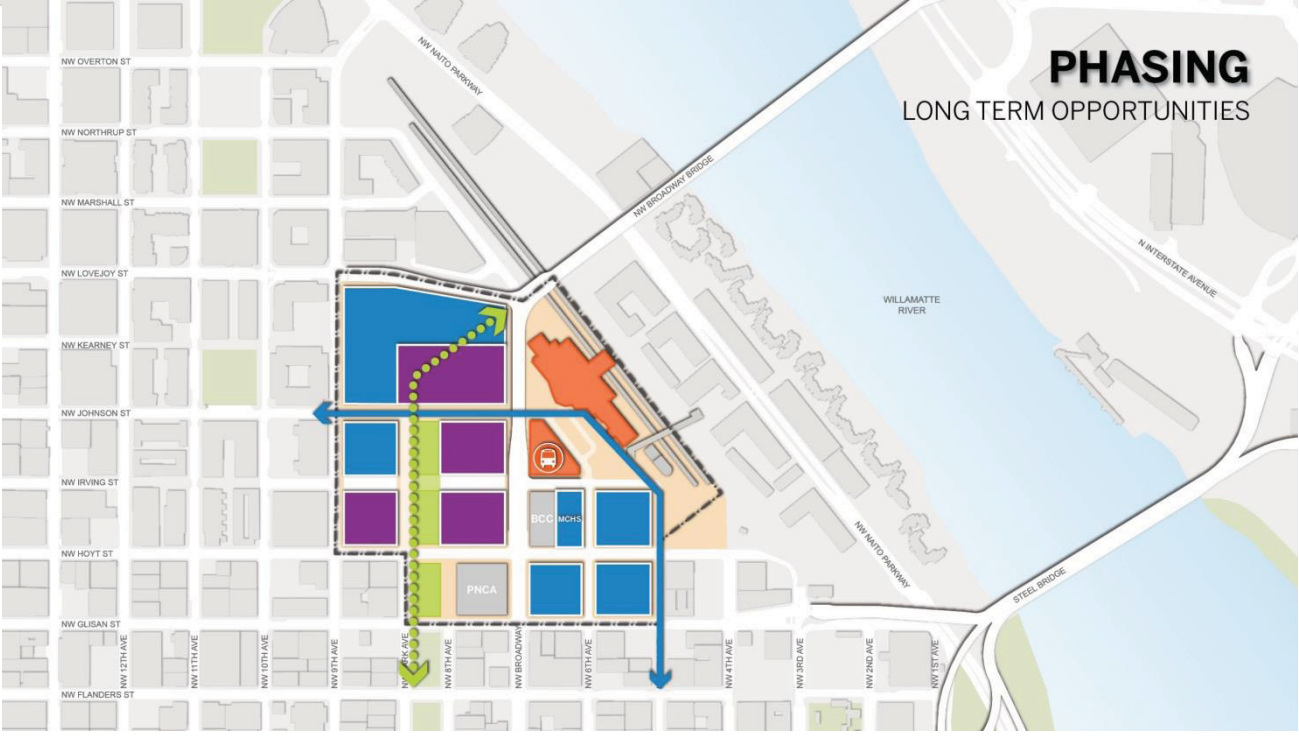 PHASING
LONG TERM OPPORTUNITIES
NW OVERTON ST
NW NAITO PARKWAY
NW NORTHRUP ST
NW BROADWAY BRIDGE
NW MARSHALL ST
N INTERSTATE AVENUE
NW LOVEJOY ST
WILLAMATTE
RIVER
NW KEARNEY ST
NW JOHNSON ST
NW IRVING ST
BCC
MCHS
NW HOYT ST
NW NAITO PARKWAY
STEEL BRIDGE
PNCA
NW GLISAN ST
NW 12TH AVE
NW 11TH AVE
NW 10TH AVE
NW 9TH AVE
NW 8TH AVE
NW BROADWAY
NW 6TH AVE
NW 4TH AVE
NW 3RD AVE
NW 2ND AVE
NW 1ST AVE
NW FLANDERS ST